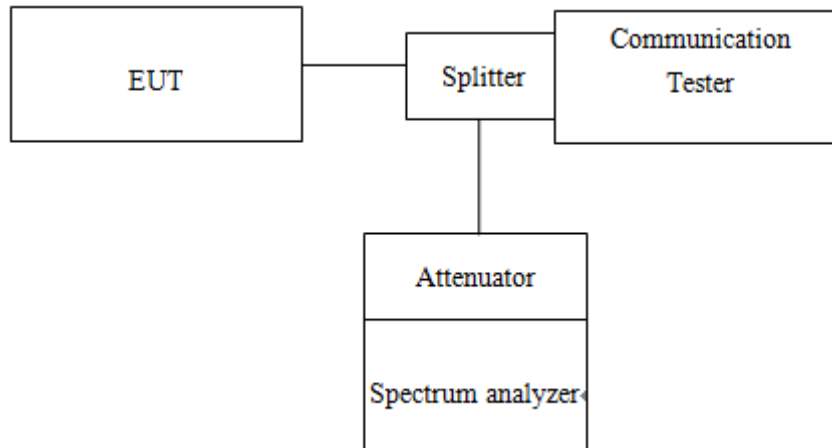 EUT
Splitter
Communication
Tester
Attenuator
Spectrum analyzer